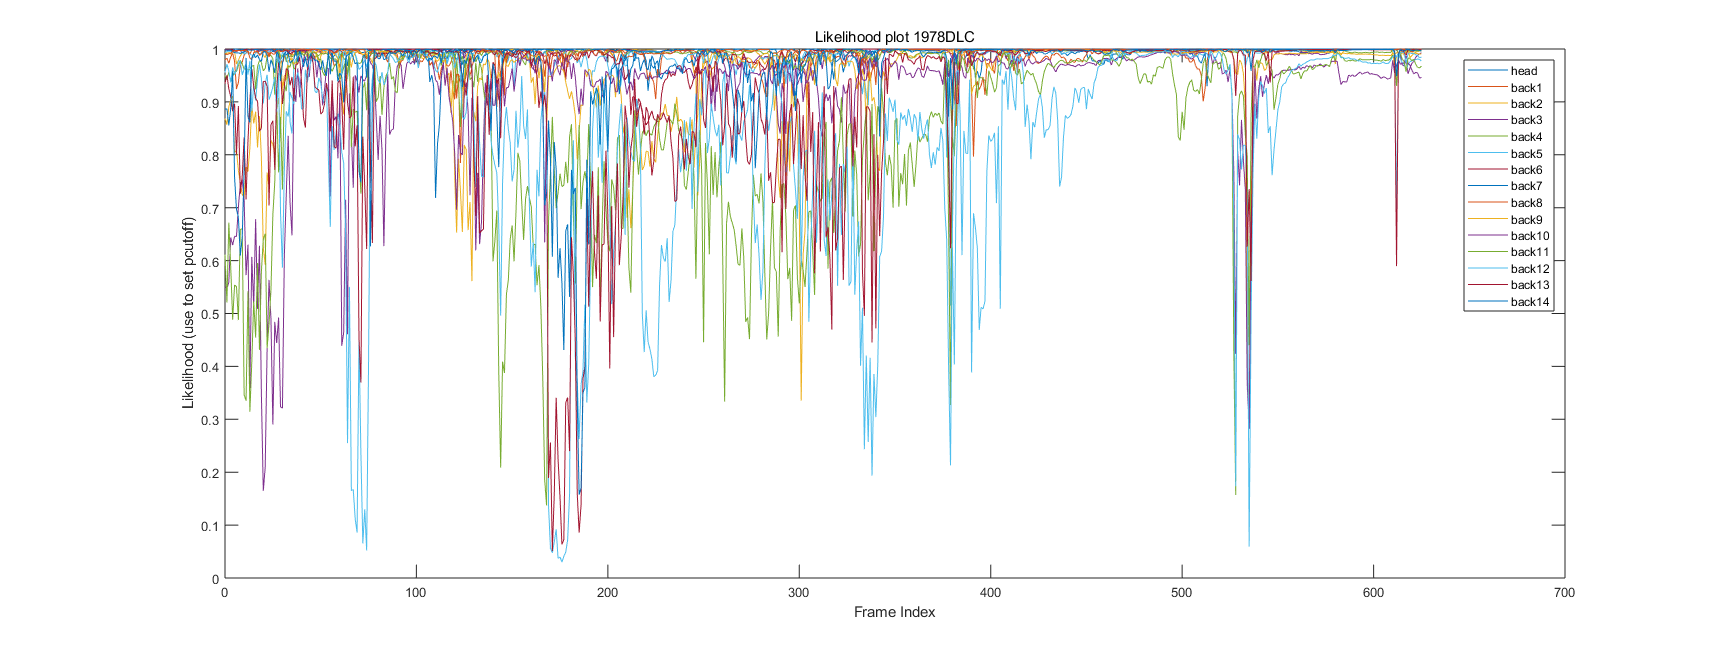 Likelihood plot 1978DLC
Likelihood (use to set pcutoff)
1
0.9
0.8
0.7
0.6
0.5
0.4
0.3
0.2
0.1
0
0 100 200 300 400 500 600 700
Frame Index
head
back1
back2
back3
back4
back5
back6
back7
back8
back9
back10
back11
back12
back13
back14